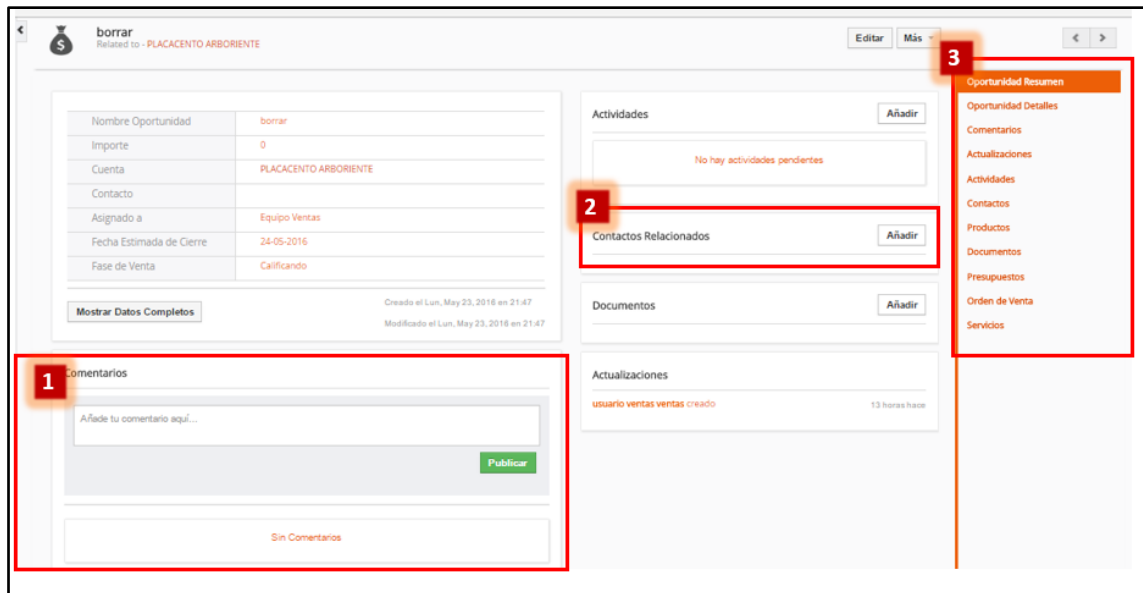 borrar
Related to - PLACACENTO ARBORIENTE
Editar
Más
3
Nombre Oportunidad borrar
Importe 0
Cuenta PLACACENTO ARBORIENTE
Contacto
Asignado a Equipo Ventas
Fecha Estimada de Cierre 24-05-2016
Fase de Venta Calificando
Mostrar Datos Completos
Creado el Lun, May 23, 2016 en 21:47
Modificado el Lun, May 23, 2016 en 21:47
1
Comentarios
Añade tu comentario aquí...
Publicar
Sin Comentarios
Actividades Añadir
No hay actividades pendientes
2
Contactos Relacionados Añadir
Documentos Añadir
Actualizaciones
usuario ventas ventas creado 13 horas hace
Oportunidad Resumen
Oportunidad Detalles
Comentarios
Actualizaciones
Actividades
Contactos
Productos
Documentos
Presupuestos
Orden de Venta
Servicios